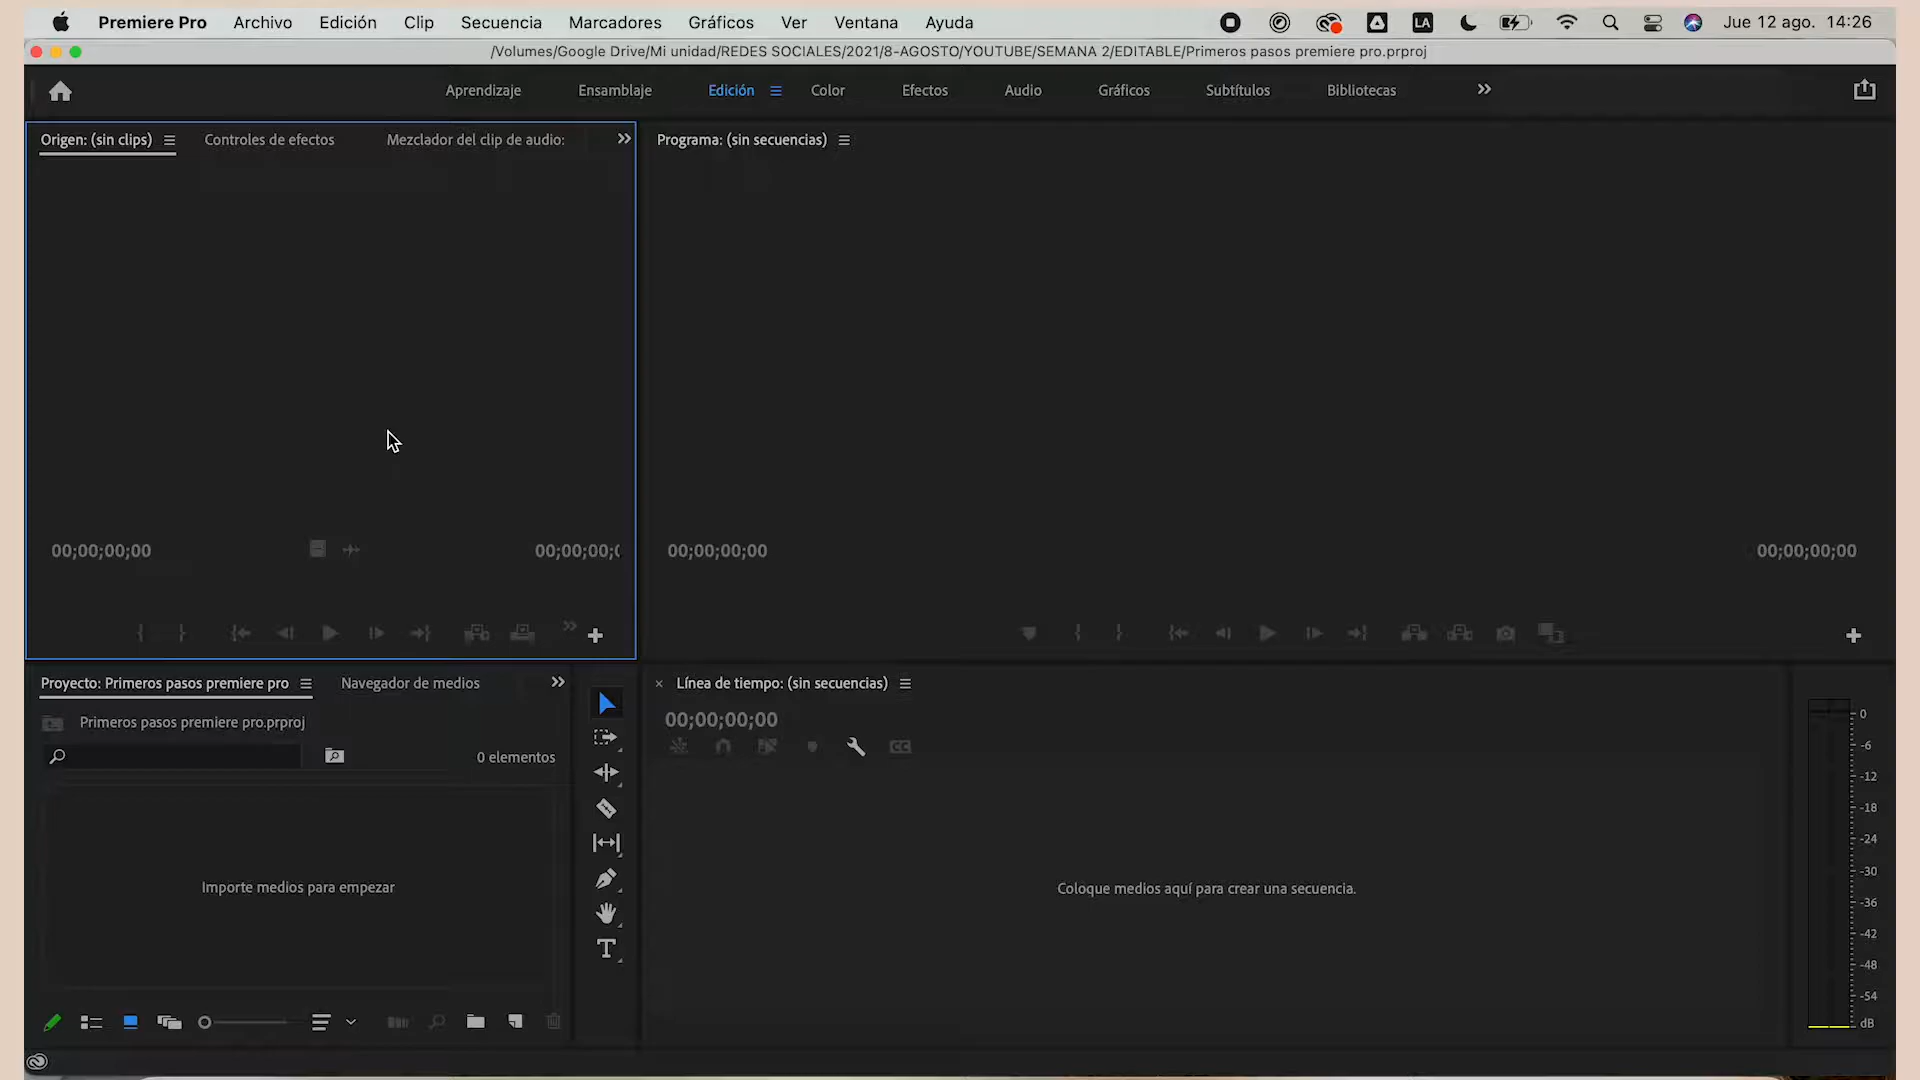 Premiere Pro Archivo Edición Clip Secuencia Marcadores Gráficos Ver Ventana Ayuda LA Jue 12 ago. 14:26
/Volumes/Google Drive/Mi unidad/REDES SOCIALES/2021/8-AGOSTO/YOUTUBE/SEMANA 2/EDITABLE/Primeros pasos premiere pro.prproj
Aprendizaje Ensamblaje Edición Color Efectos Audio Gráficos Subtítulos Bibliotecas
Origen: (sin clips) Controles de efectos Mezclador del clip de audio:
Programa: (sin secuencias)
00;00;00;00 00;00;00;0
00;00;00;00 00;00;00;00
Proyecto: Primeros pasos premiere pro Navegador de medios
Primeros pasos premiere pro.prproj
0 elementos
Importe medios para empezar
Línea de tiempo: (sin secuencias)
00;00;00;00
CC
Coloque medios aquí para crear una secuencia.
0
-6
-12
-18
-24
-30
-36
-42
-48
-54
dB